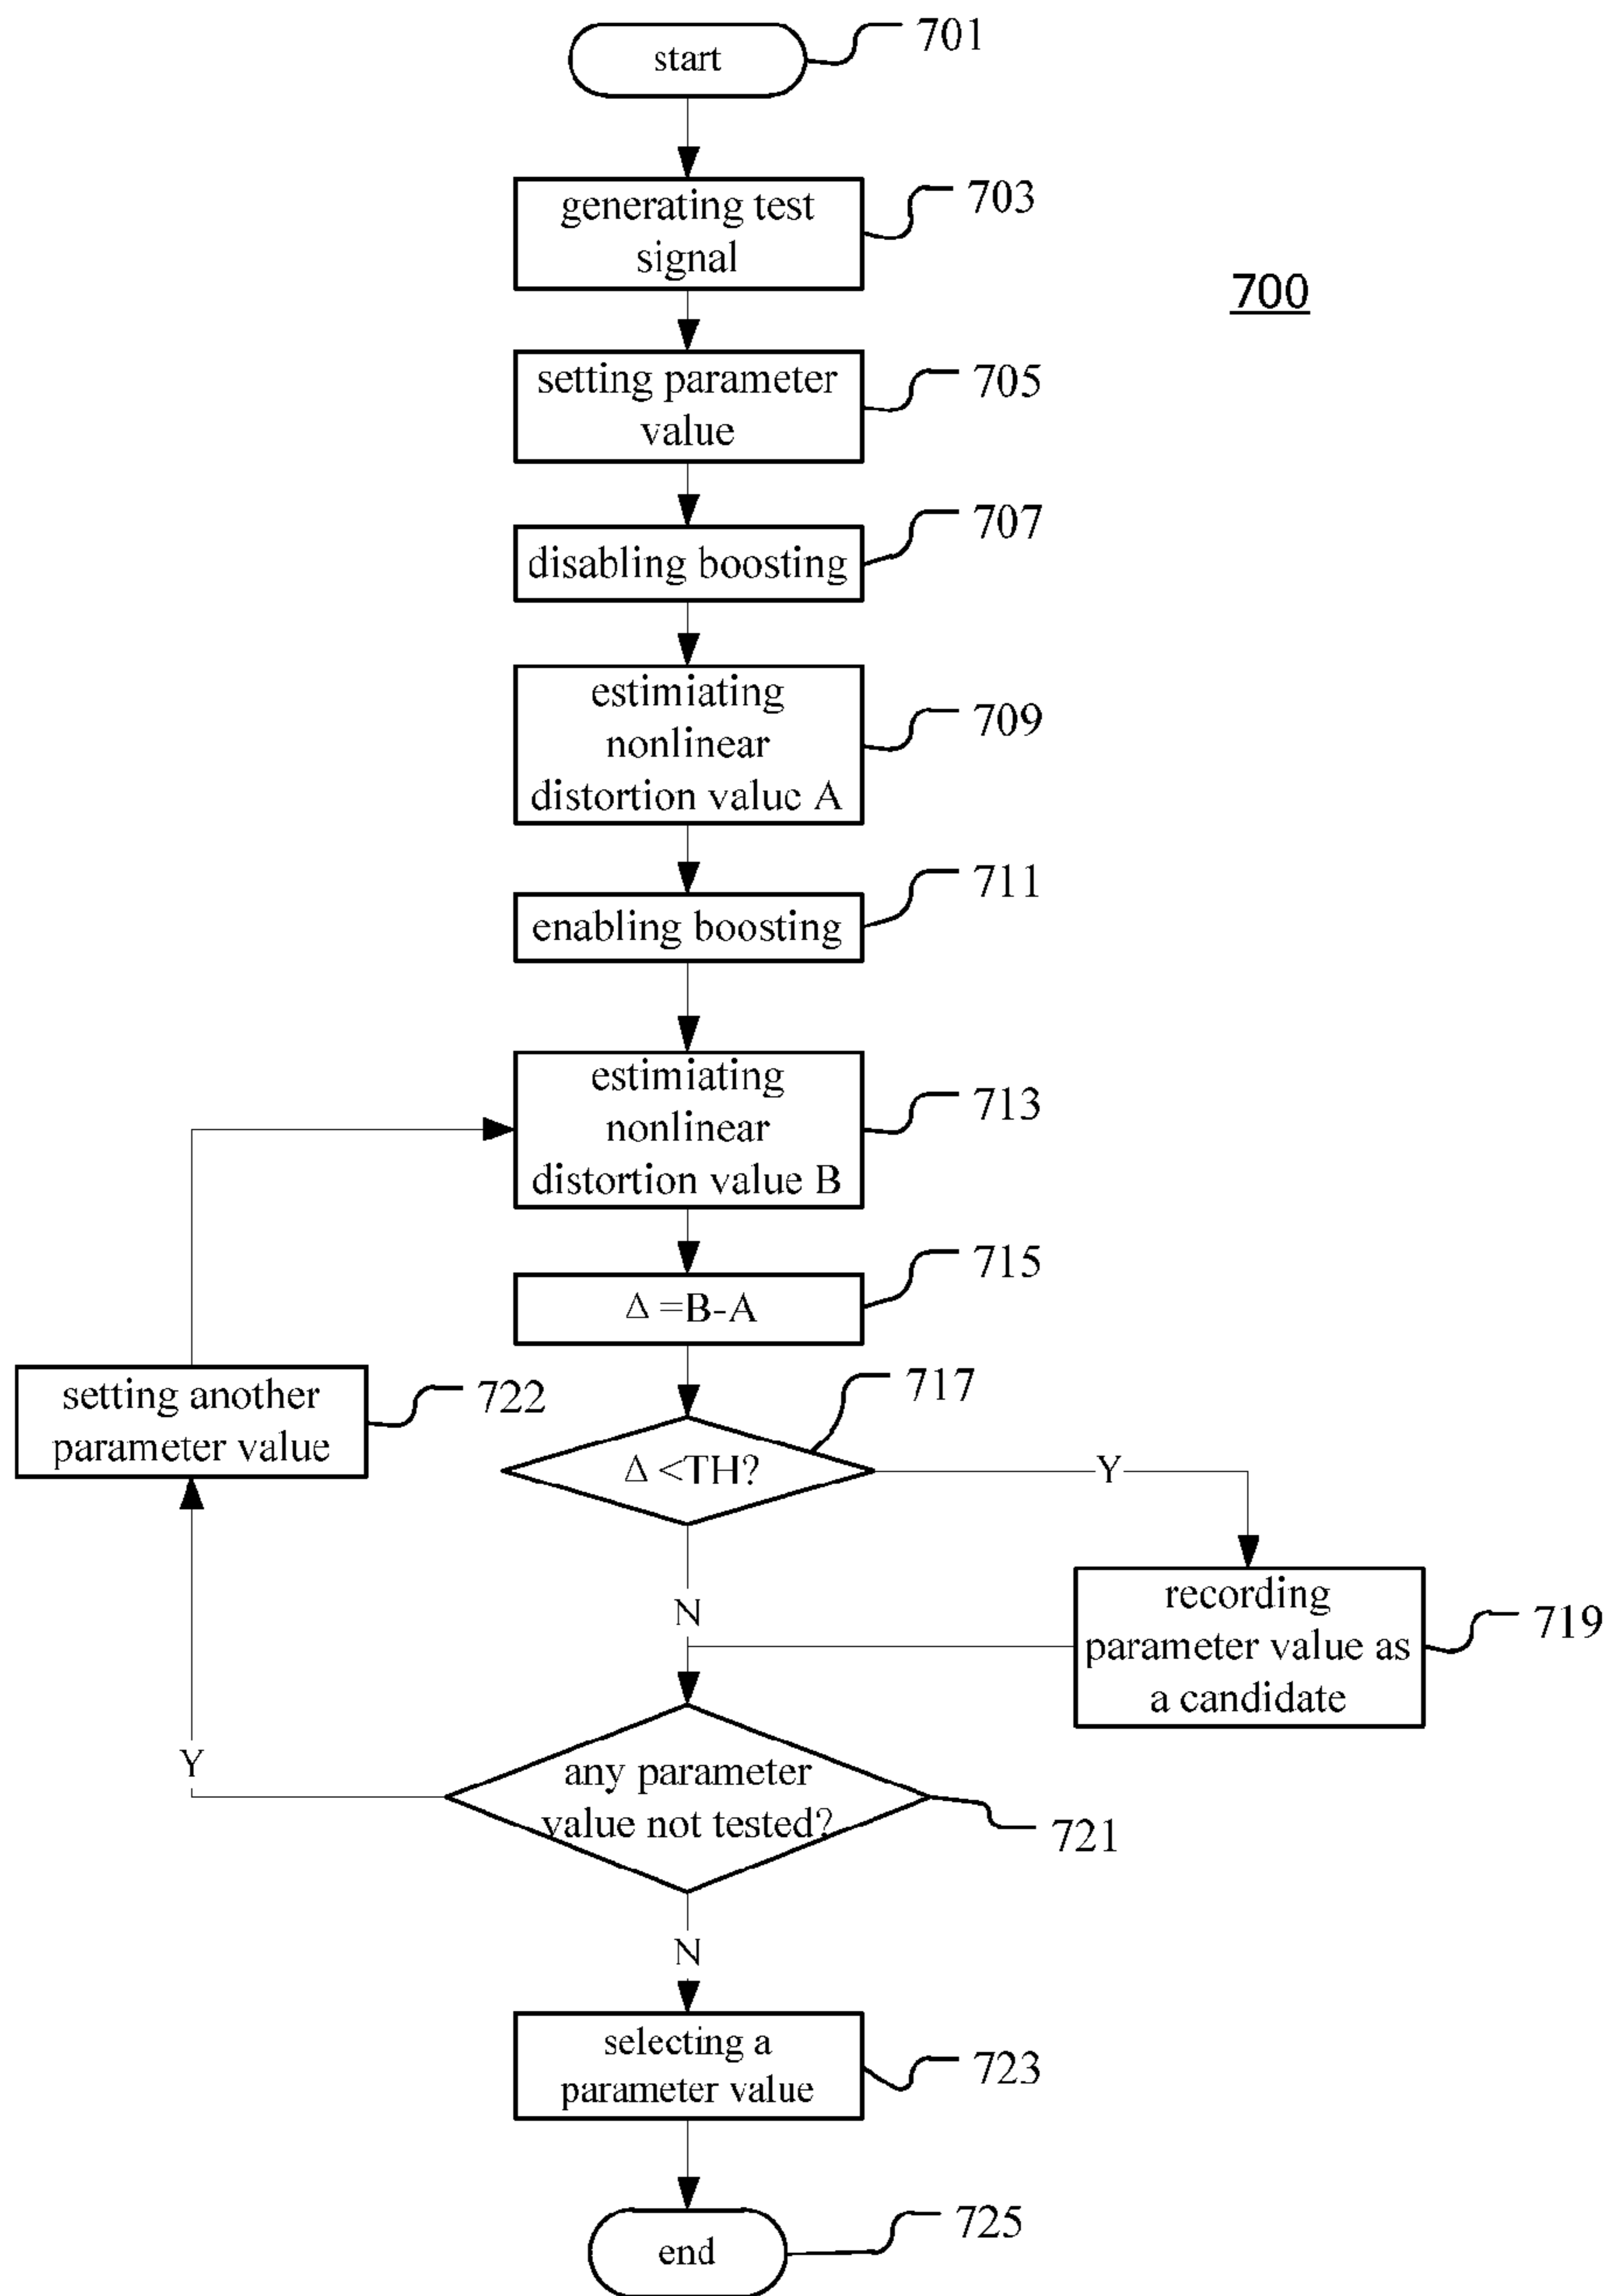 start
701
generating test
signal
703
700
setting parameter
value
705
disabling boosting
707
estimiating
nonlinear
distortion value A
709
enabling boosting
711
estimiating
nonlinear
distortion value B
713
Δ =B-A
715
setting another
parameter value
722
Δ <TH?
717
Y
N
recording
parameter value as
a candidate
719
Y
any parameter
value not tested?
721
N
selecting a
parameter value
723
end
725